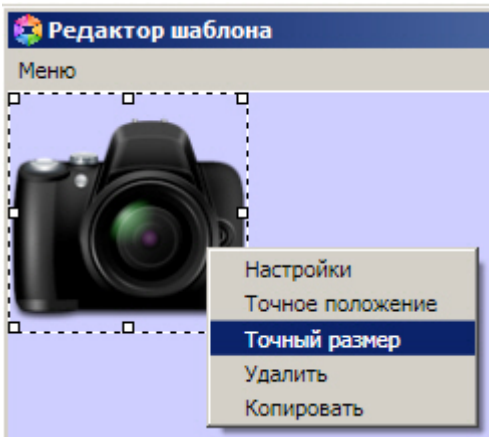 Редактор шаблона
Меню
Настройки
Точное положение
Точный размер
Удалить
Копировать